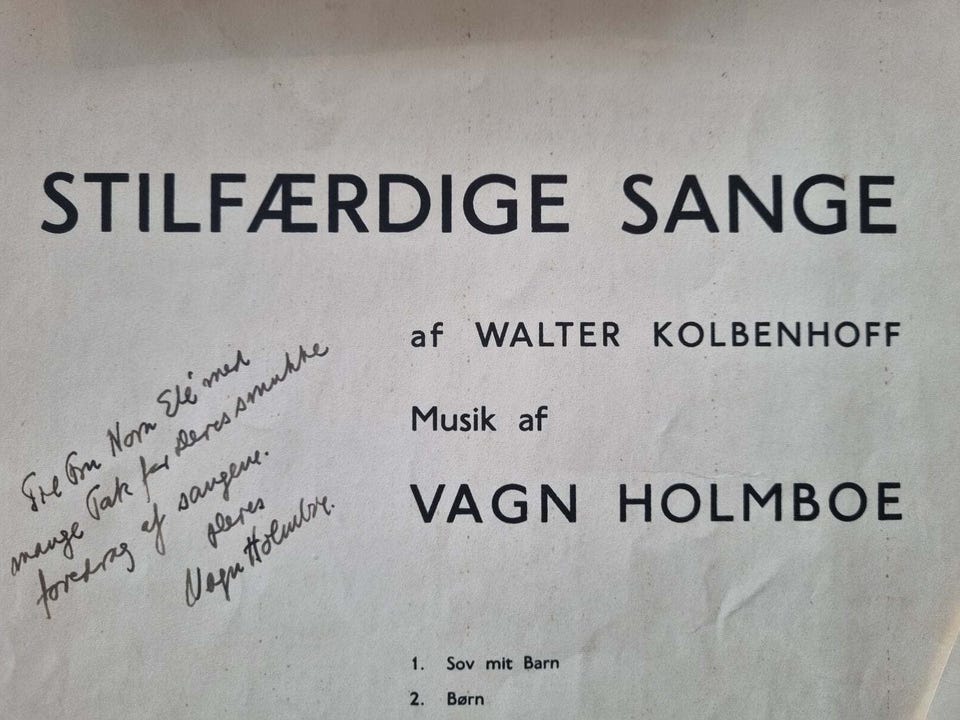 STILFÆRDIGE SANGE
af WALTER KOLBENHOFF
Musik af
VAGN HOLMBOE
Til Fru Nora Elé med
mange Tak for Deres smukke
foredrag af sangene.
Deres
Vagn Holmboe.
1. Sov mit Barn
2. Børn